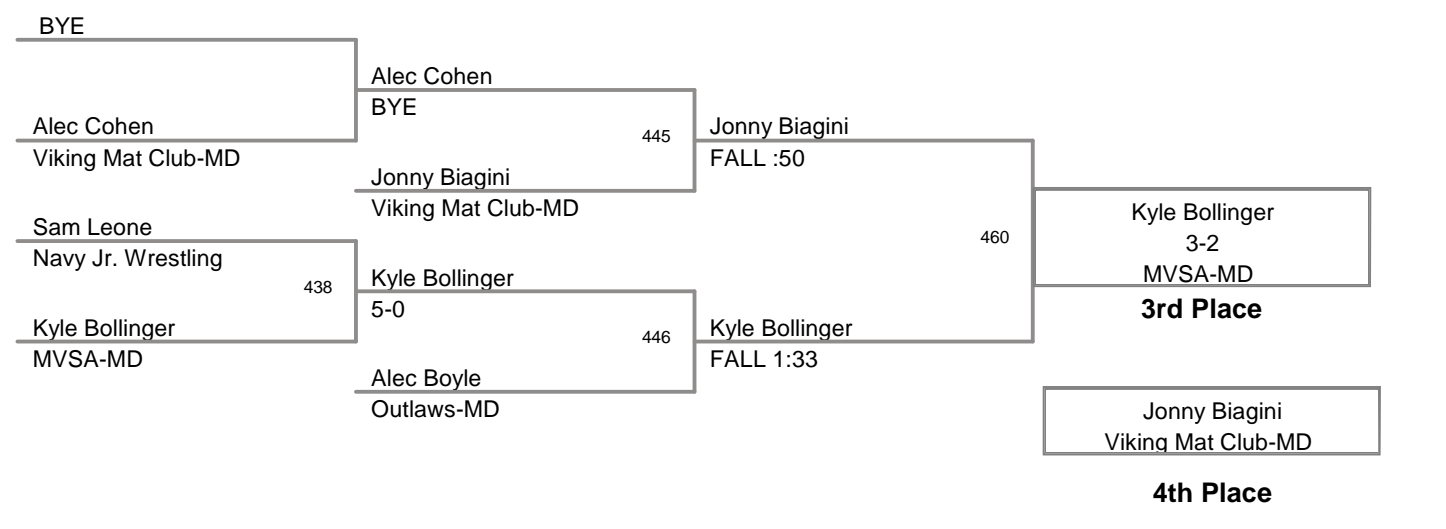 BYE
Alec Cohen
Viking Mat Club-MD
Sam Leone
Navy Jr. Wrestling
438
Kyle Bollinger
MVSA-MD
Alec Cohen
BYE
445
Jonny Biagini
Viking Mat Club-MD
Kyle Bollinger
5-0
446
Alec Boyle
Outlaws-MD
Jonny Biagini
FALL :50
460
Kyle Bollinger
FALL 1:33
Kyle Bollinger
3-2
MVSA-MD
3rd Place
Jonny Biagini
Viking Mat Club-MD
4th Place